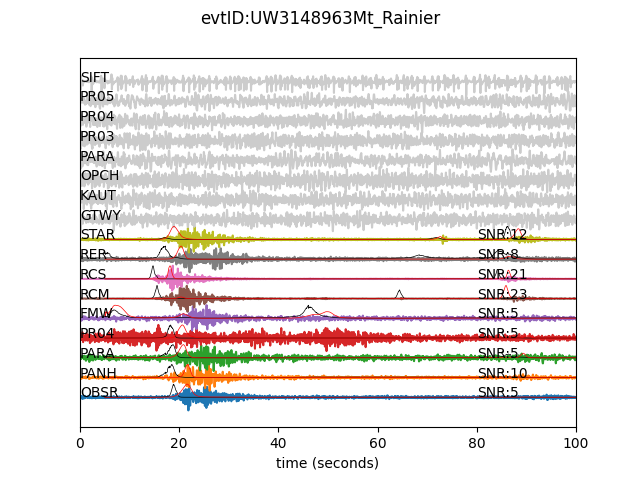 evtID:UW3148963Mt_Rainier
SIFT
PR05
PR04
PR03
PARA
OPCH
KAUT
GTWY
STAR SNR:12
RER SNR:8
RCS SNR:21
RCM SNR:23
FMW SNR:5
PR04 SNR:5
PARA SNR:5
PANH SNR:10
OBSR SNR:5
0 20 40 60 80 100
time (seconds)